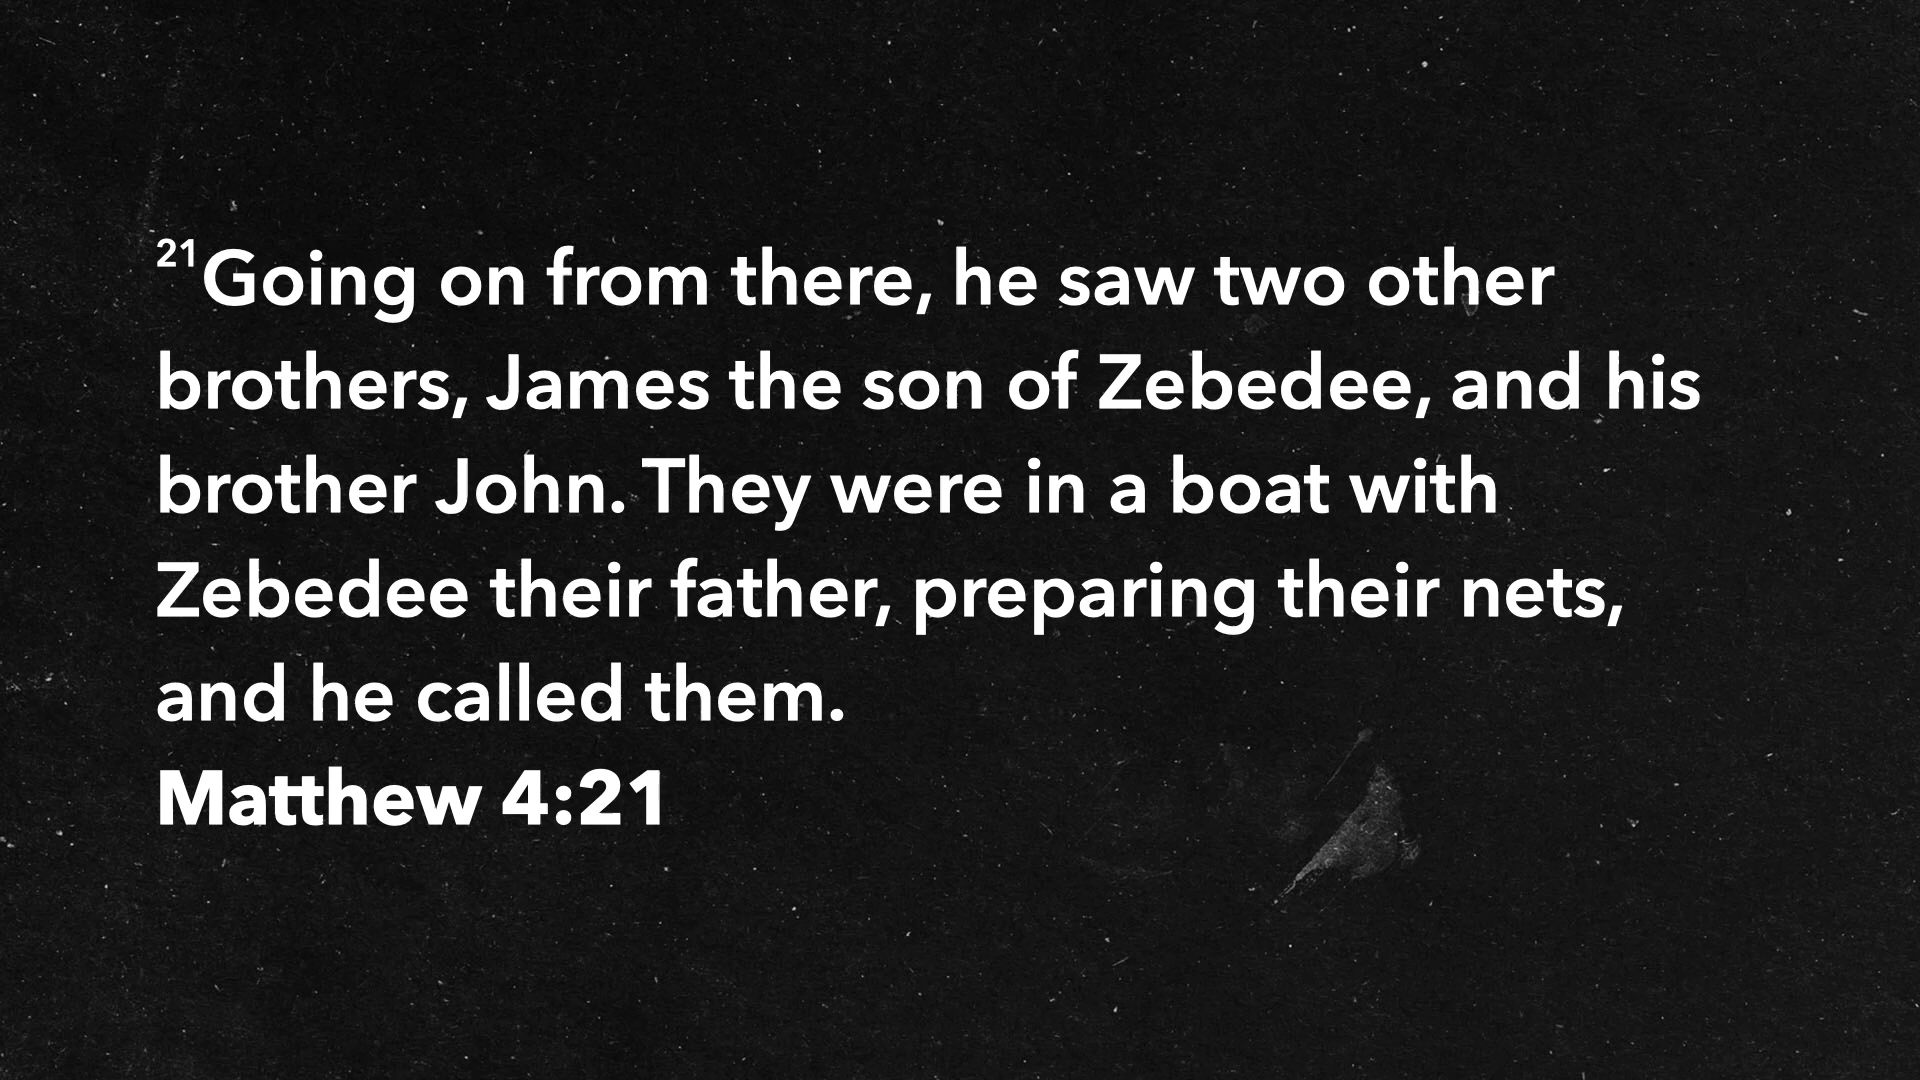 21Going on from there, he saw two other
brothers, James the son of Zebedee, and his
brother John. They were in a boat with
Zebedee their father, preparing their nets,
and he called them.
Matthew 4:21